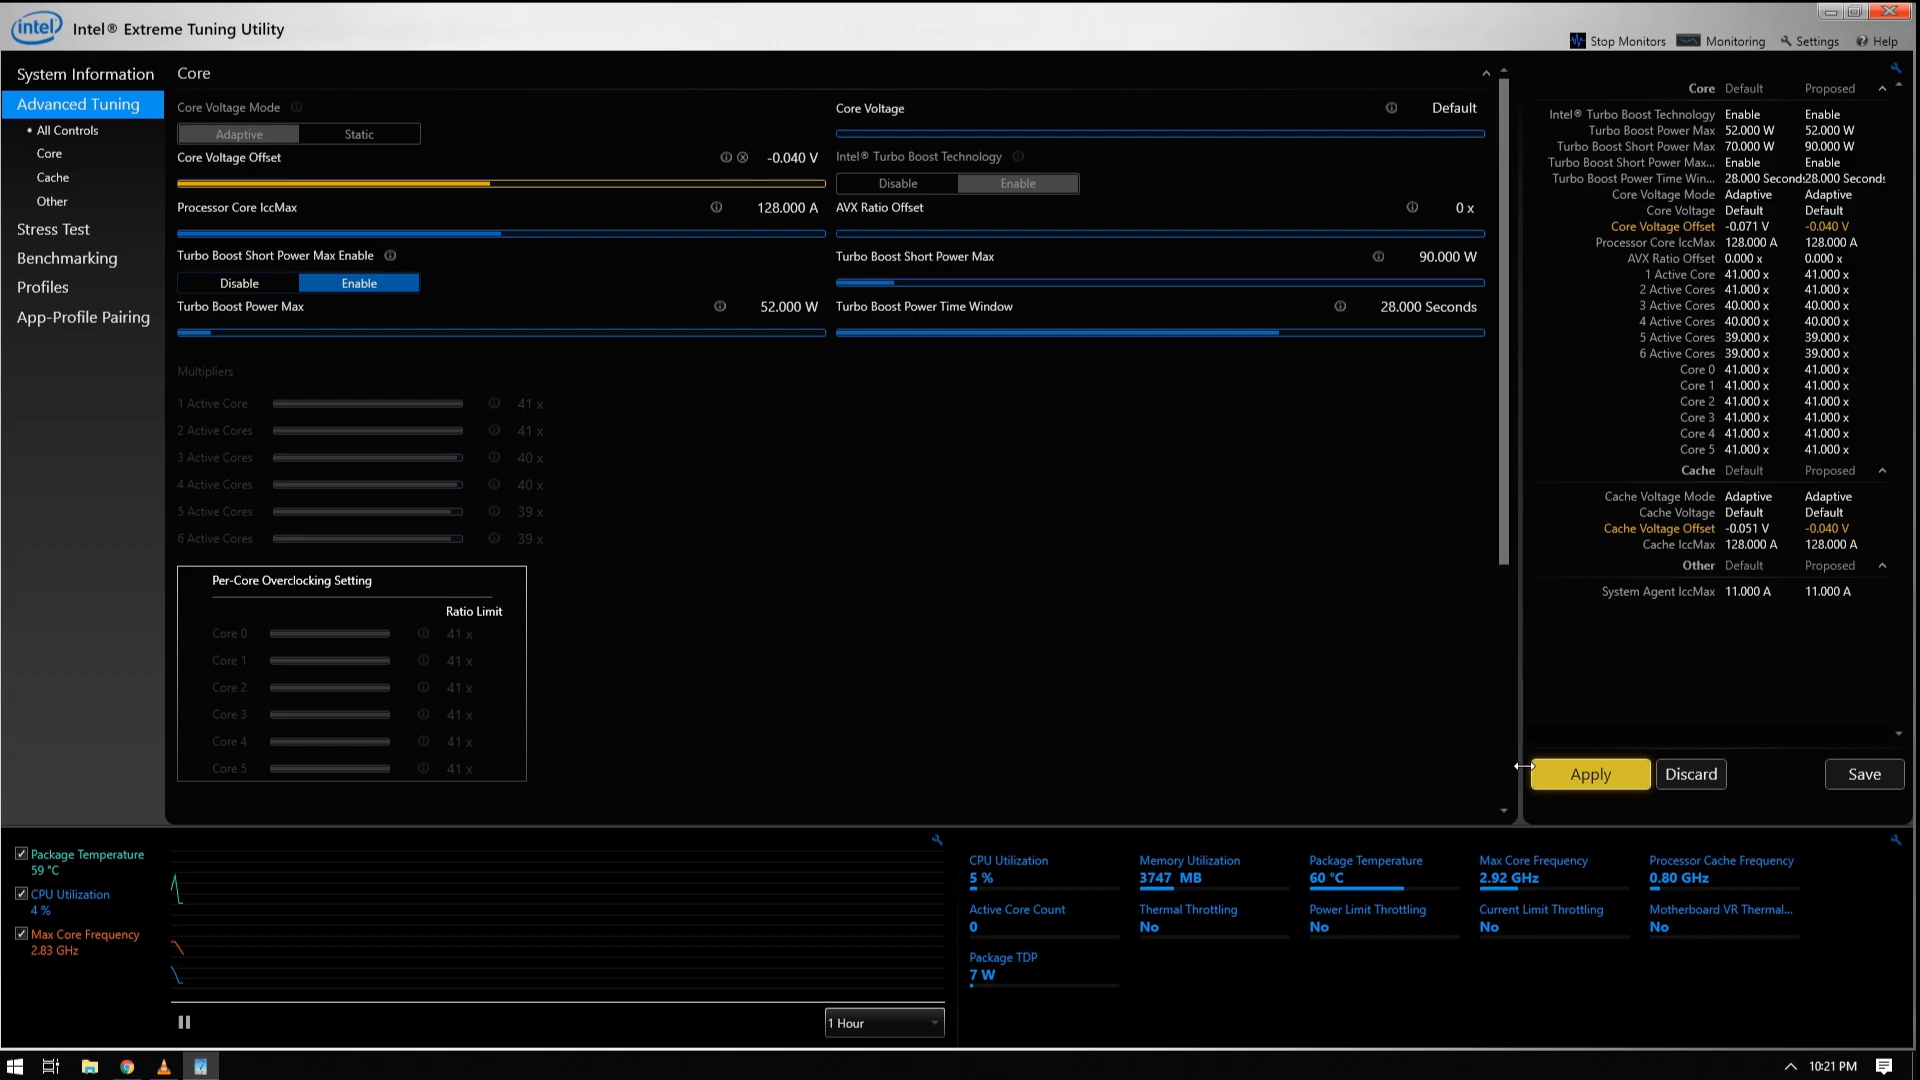 intel Intel® Extreme Tuning Utility
Stop Monitors Monitoring Settings Help
System Information
Advanced Tuning
All Controls
Core
Cache
Other
Stress Test
Benchmarking
Profiles
App-Profile Pairing
Core
Core Voltage Mode
Adaptive Static
Core Voltage Default
Core Voltage Offset -0.040 V
Intel® Turbo Boost Technology
Disable Enable
Processor Core IccMax 128.000 A
AVX Ratio Offset 0 x
Turbo Boost Short Power Max Enable
Disable Enable
Turbo Boost Short Power Max 90.000 W
Turbo Boost Power Max 52.000 W
Turbo Boost Power Time Window 28.000 Seconds
Multipliers
1 Active Core 41 x
2 Active Cores 41 x
3 Active Cores 40 x
4 Active Cores 40 x
5 Active Cores 39 x
6 Active Cores 39 x
Per-Core Overclocking Setting
Ratio Limit
Core 0 41 x
Core 1 41 x
Core 2 41 x
Core 3 41 x
Core 4 41 x
Core 5 41 x
Core Default Proposed
Intel® Turbo Boost Technology Enable Enable
Turbo Boost Power Max 52.000 W 52.000 W
Turbo Boost Short Power Max 70.000 W 90.000 W
Turbo Boost Short Power Max... Enable Enable
Turbo Boost Power Time Win... 28.000 Seconds 28.000 Seconds
Core Voltage Mode Adaptive Adaptive
Core Voltage Default Default
Core Voltage Offset -0.071 V -0.040 V
Processor Core IccMax 128.000 A 128.000 A
AVX Ratio Offset 0.000 x 0.000 x
1 Active Core 41.000 x 41.000 x
2 Active Cores 41.000 x 41.000 x
3 Active Cores 40.000 x 40.000 x
4 Active Cores 40.000 x 40.000 x
5 Active Cores 39.000 x 39.000 x
6 Active Cores 39.000 x 39.000 x
Core 0 41.000 x 41.000 x
Core 1 41.000 x 41.000 x
Core 2 41.000 x 41.000 x
Core 3 41.000 x 41.000 x
Core 4 41.000 x 41.000 x
Core 5 41.000 x 41.000 x
Cache Default Proposed
Cache Voltage Mode Adaptive Adaptive
Cache Voltage Default Default
Cache Voltage Offset -0.051 V -0.040 V
Cache IccMax 128.000 A 128.000 A
Other Default Proposed
System Agent IccMax 11.000 A 11.000 A
Apply Discard Save
Package Temperature
59 °C
CPU Utilization
4 %
Max Core Frequency
2.83 GHz
1 Hour
CPU Utilization Memory Utilization Package Temperature Max Core Frequency Processor Cache Frequency
5 % 3747 MB 60 °C 2.92 GHz 0.80 GHz
Active Core Count Thermal Throttling Power Limit Throttling Current Limit Throttling Motherboard VR Thermal...
0 No No No No
Package TDP
7 W
10:21 PM